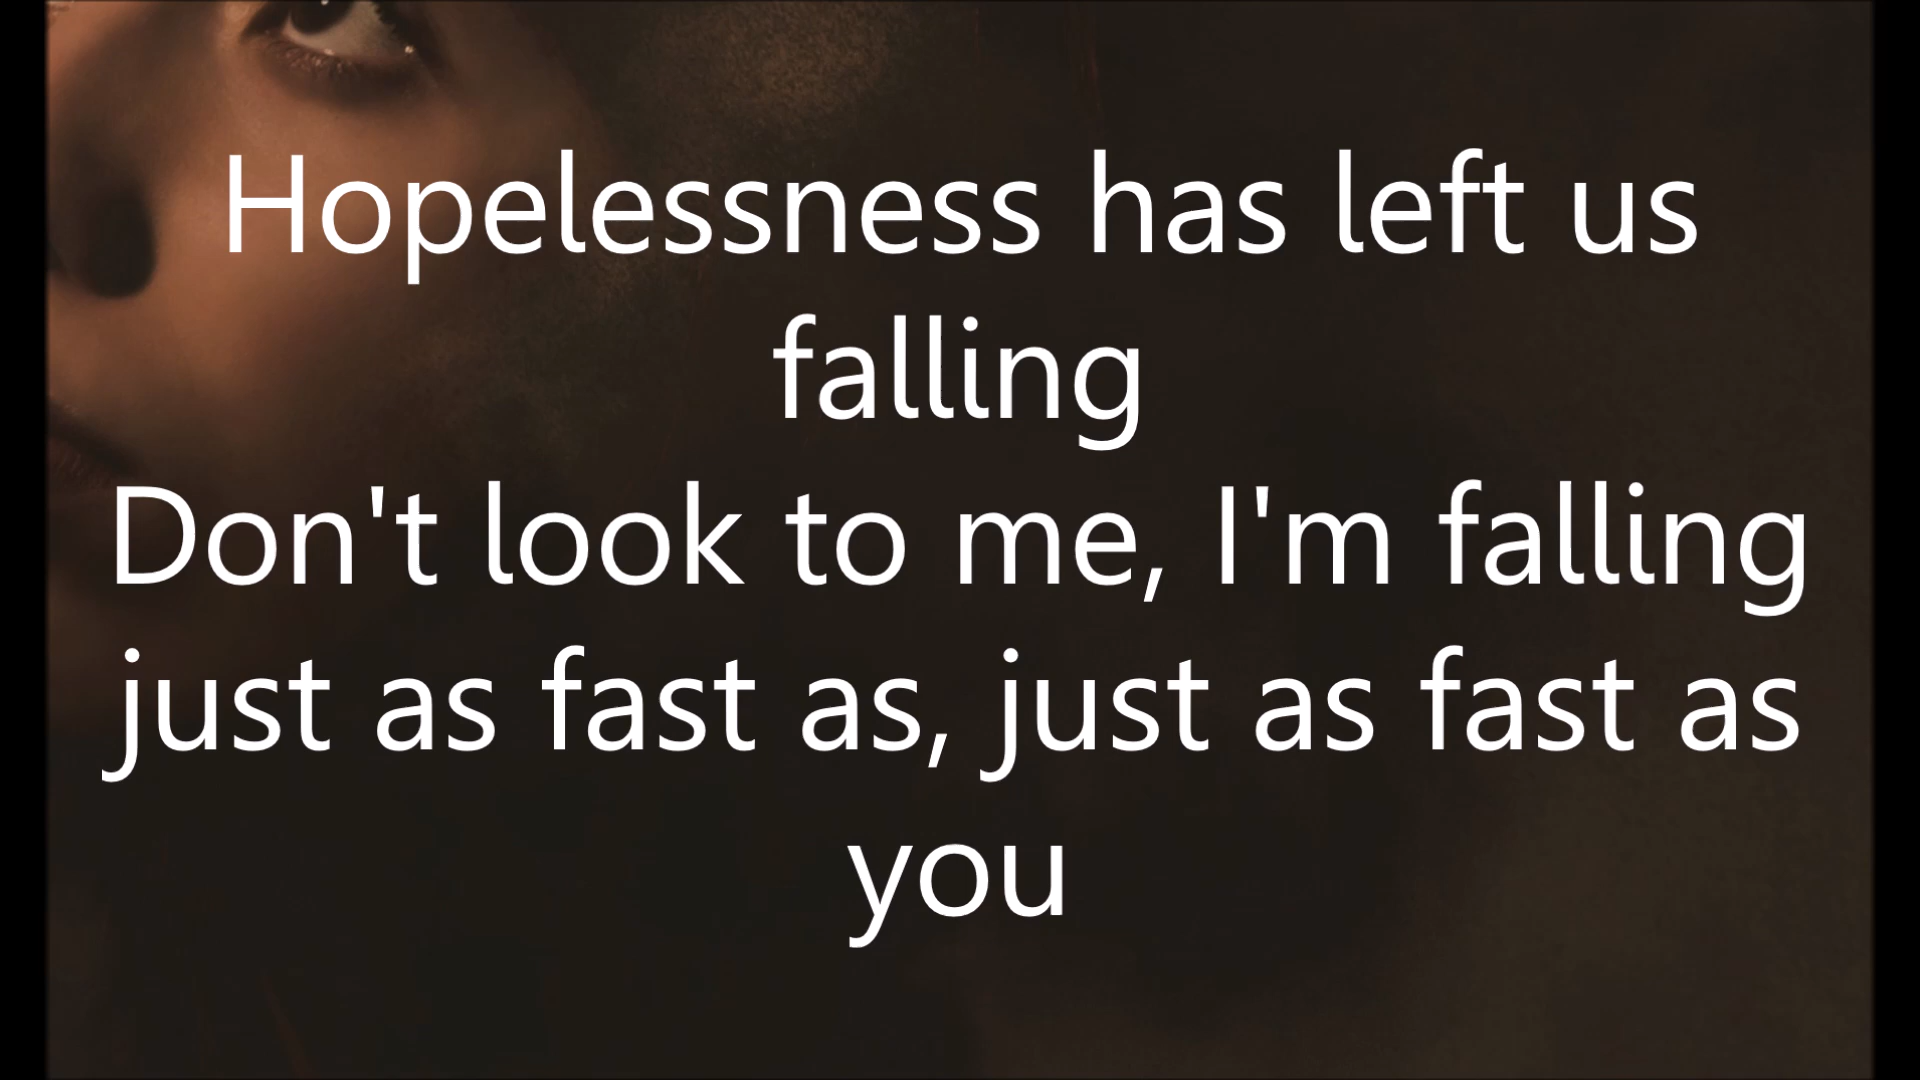 Hopelessness has left us
falling
Don't look to me, I'm falling
just as fast as, just as fast as
you